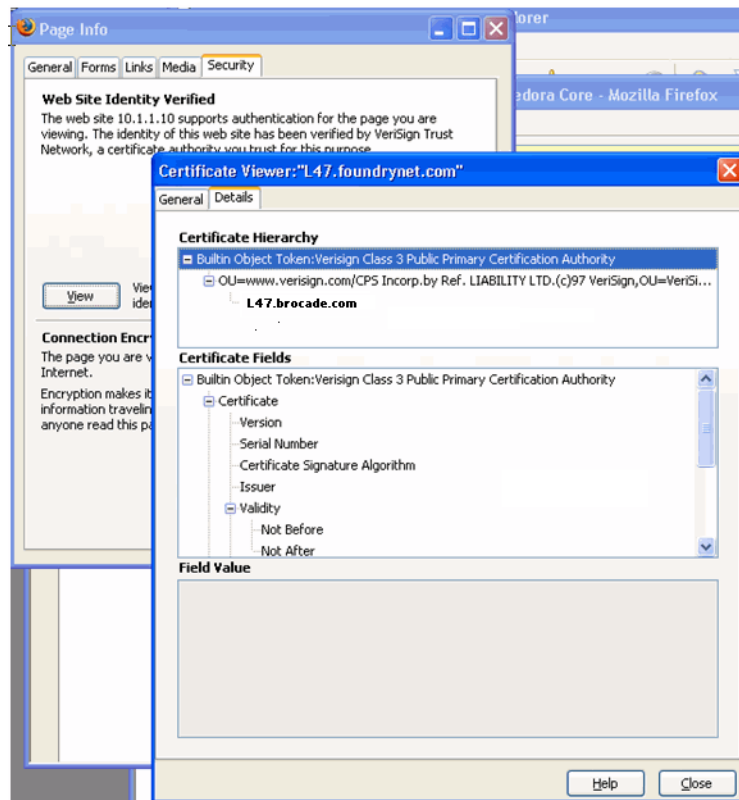 Page Info
orer
General Forms Links Media Security
edora Core - Mozilla Firefox
Web Site Identity Verified
The web site 10.1.1.10 supports authentication for the page you are
viewing. The identity of this web site has been verified by VeriSign Trust
Network, a certificate authority you trust for this purpose
Certificate Viewer:"L47.foundrynet.com"
General Details
Certificate Hierarchy
Builtin Object Token:Verisign Class 3 Public Primary Certification Authority
OU=www.verisign.com/CPS Incorp.by Ref. LIABILITY LTD.(c)97 VeriSign,OU=VeriSi...
L47.brocade.com
View
Vie
iden
Connection Encr
The page you are v
Internet.
Encryption makes it
information travelin
anyone read this pa
Certificate Fields
Builtin Object Token:Verisign Class 3 Public Primary Certification Authority
Certificate
Version
Serial Number
Certificate Signature Algorithm
Issuer
Validity
Not Before
Not After
Field Value
Help Close